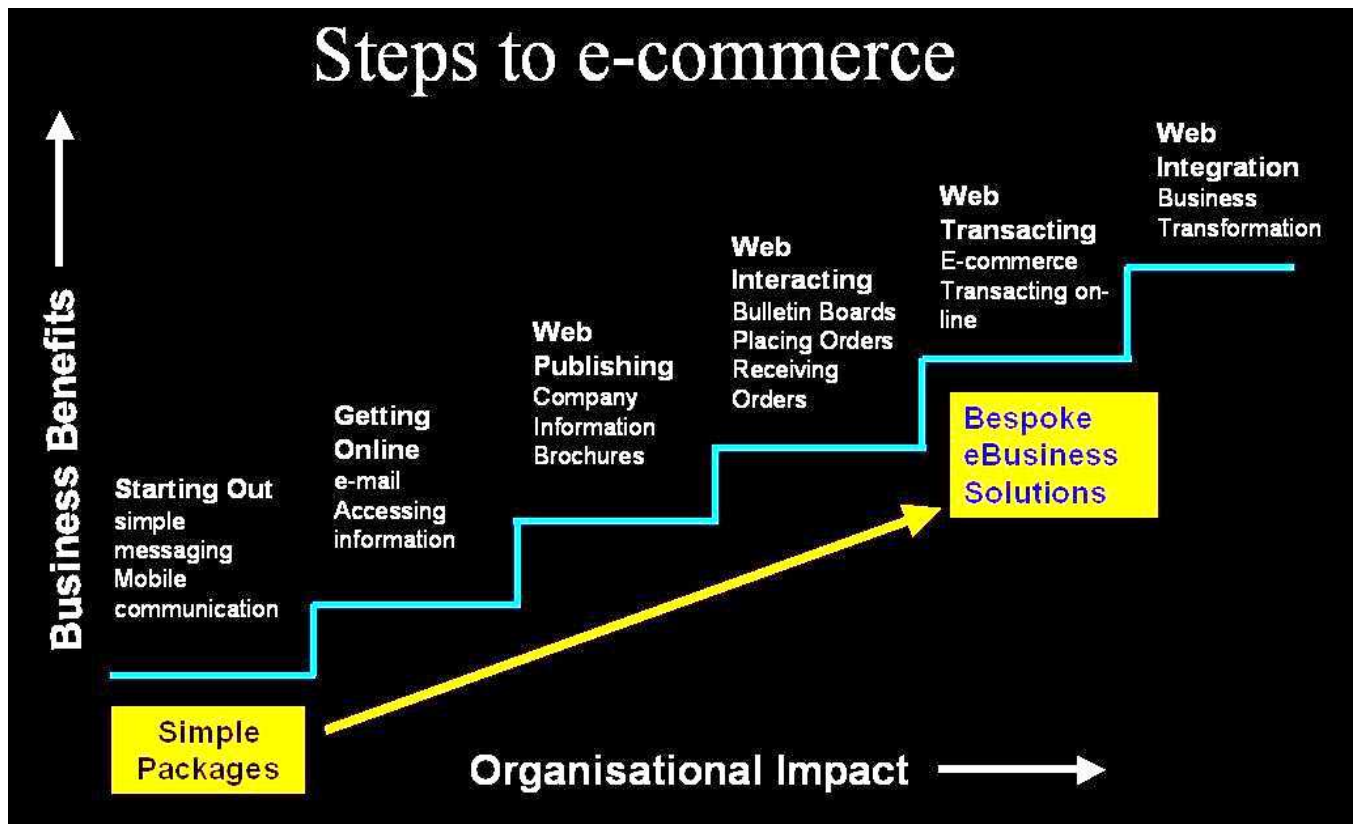 Steps to e-commerce
Business Benefits
Starting Out
simple
messaging
Mobile
communication
Getting
Online
e-mail
Accessing
information
Web
Publishing
Company
Information
Brochures
Web
Interacting
Bulletin Boards
Placing Orders
Receiving
Orders
Web
Transacting
E-commerce
Transacting on-
line
Web
Integration
Business
Transformation
Simple
Packages
Bespoke
eBusiness
Solutions
Organisational Impact